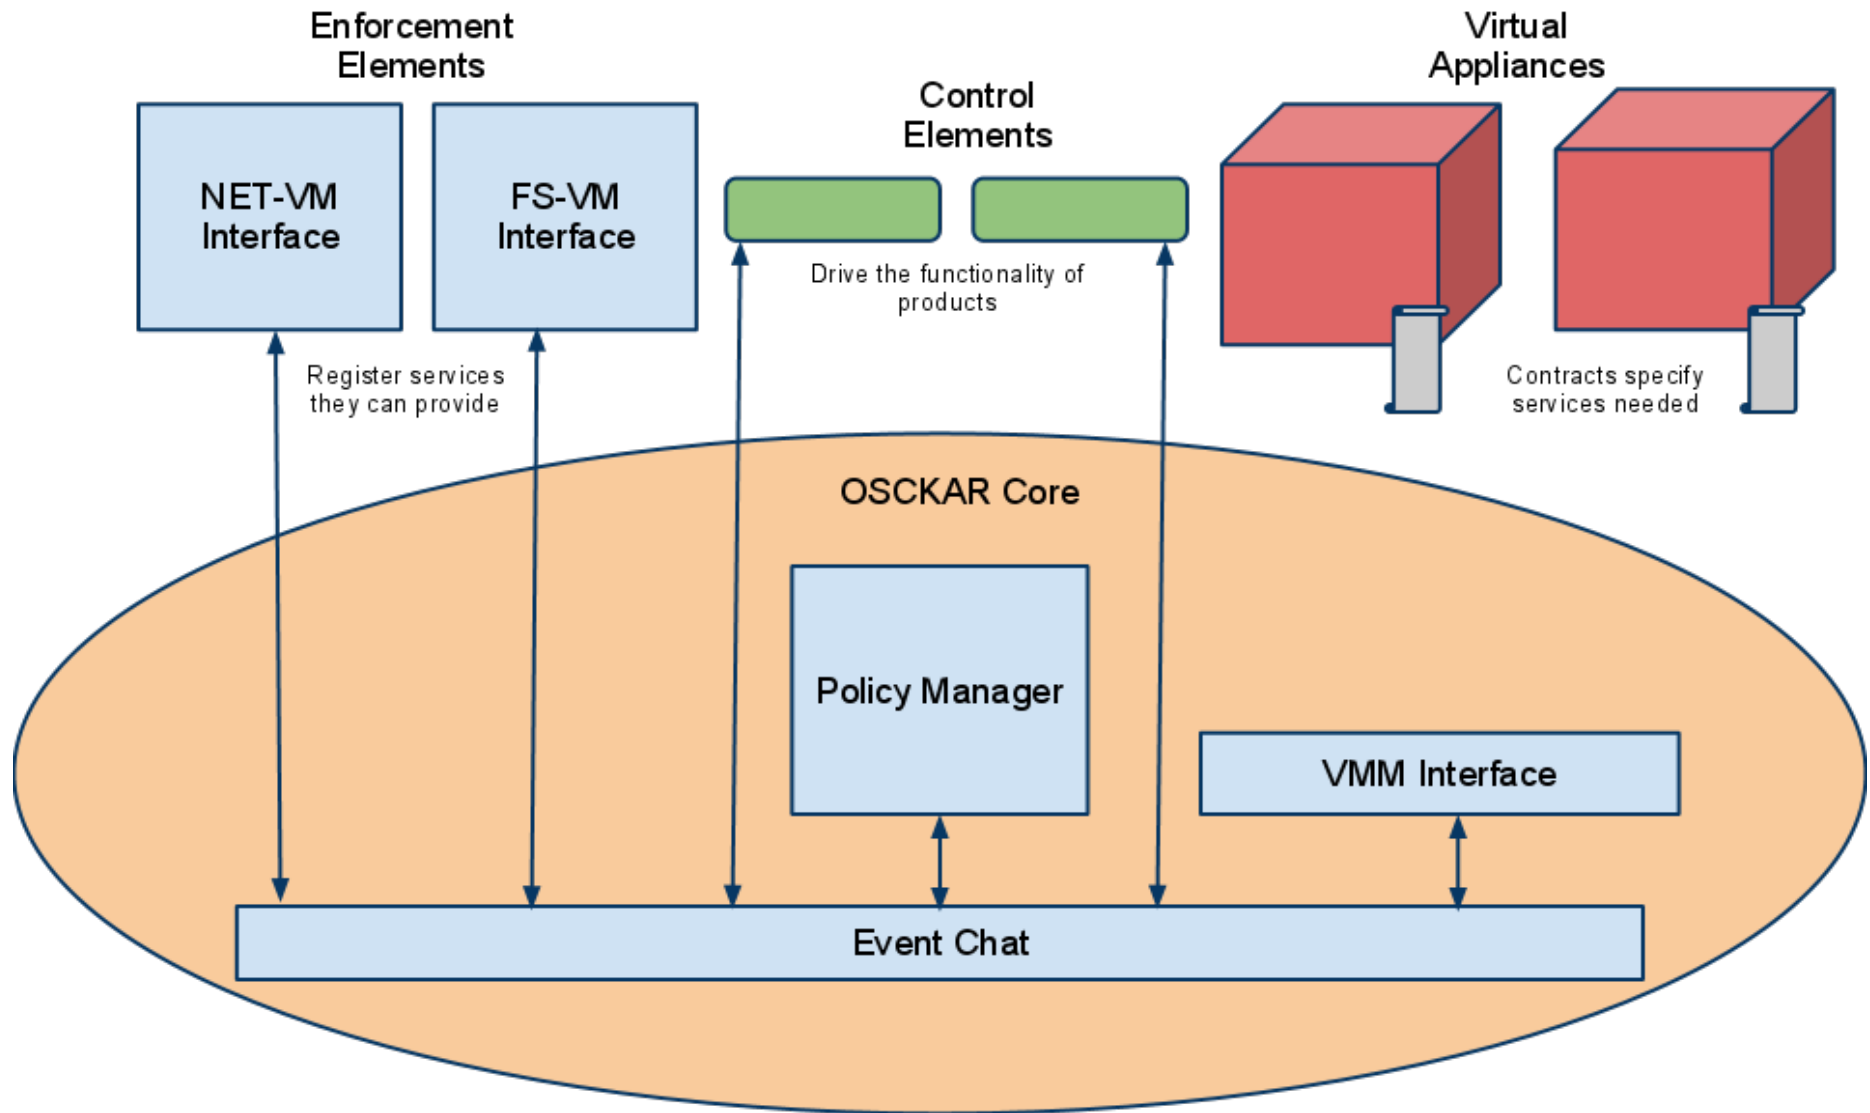 Enforcement
Elements
Control
Elements
Virtual
Appliances
NET-VM
Interface
FS-VM
Interface
Drive the functionality of
products
Register services
they can provide
Contracts specify
services needed
OSCKAR Core
Policy Manager
VMM Interface
Event Chat